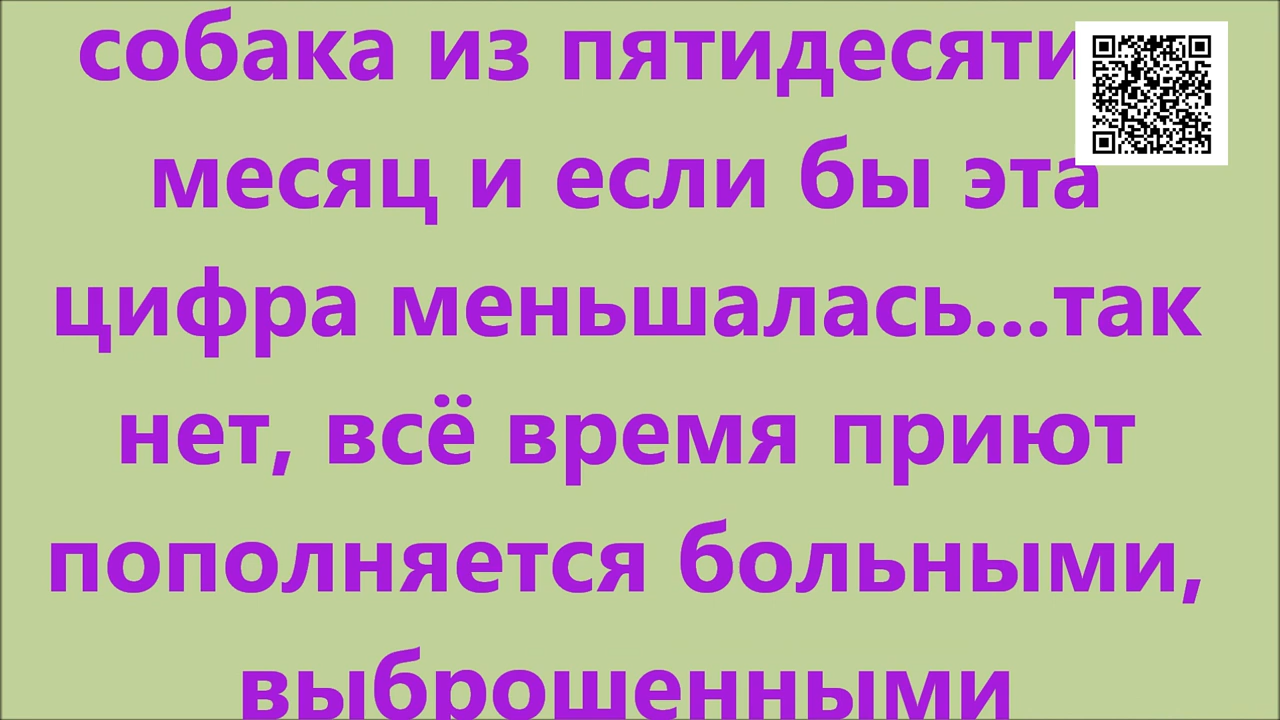 собака из пятидесяти
месяц и если бы эта
цифра меньшалась...так
нет, всё время приют
пополняется больными,
выброшенными